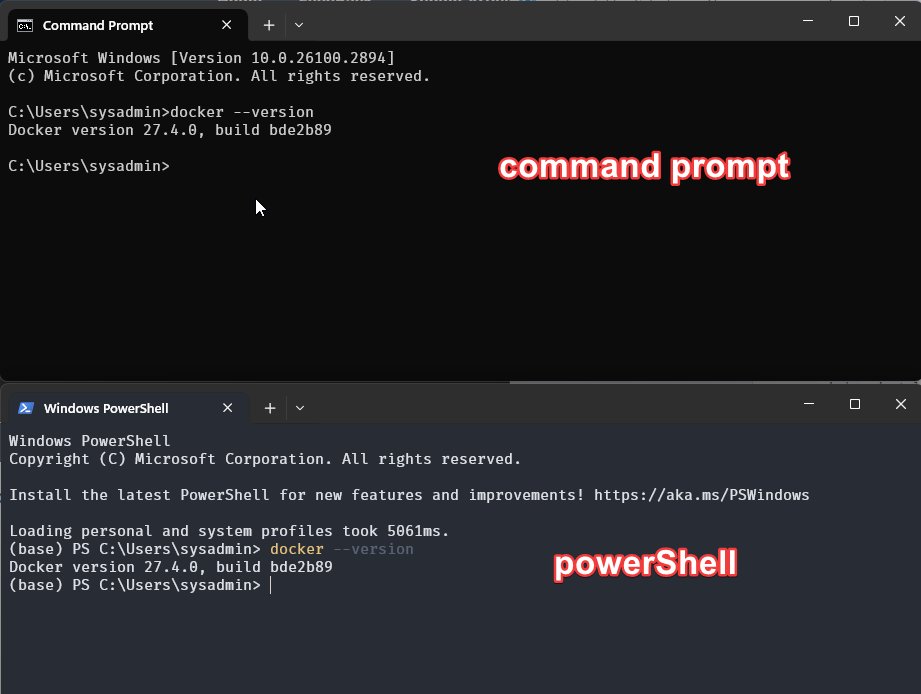 Command Prompt
Microsoft Windows [Version 10.0.26100.2894]
(c) Microsoft Corporation. All rights reserved.
C:\Users\sysadmin>docker --version
Docker version 27.4.0, build bde2b89
C:\Users\sysadmin>
command prompt
Windows PowerShell
Windows PowerShell
Copyright (C) Microsoft Corporation. All rights reserved.
Install the latest PowerShell for new features and improvements! https://aka.ms/PSWindows
Loading personal and system profiles took 5061ms.
(base) PS C:\Users\sysadmin> docker --version
Docker version 27.4.0, build bde2b89
(base) PS C:\Users\sysadmin>
powerShell